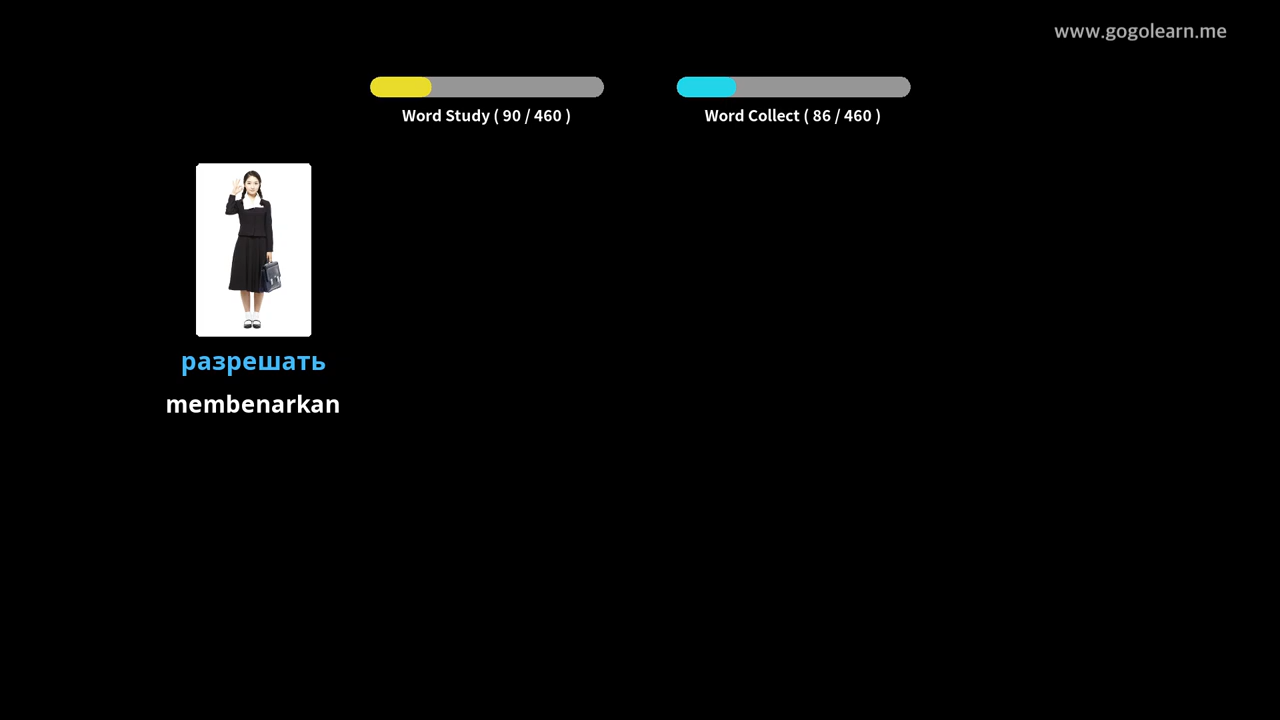 www.gogolearn.me
Word Study ( 90 / 460 )
Word Collect ( 86 / 460 )
разрешать
membenarkan